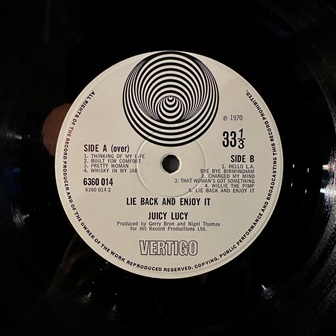 ALL RIGHTS OF THE RECORD PRODUCER AND OF THE OWNER OF THE WORK REPRODUCED RESERVED. COPYING, PUBLIC PERFORMANCE AND BROADCASTING THIS RECORD PROHIBITED.
℗ 1970
33 1/3
SIDE A (over)
1. THINKING OF MY LIFE
2. BUILT FOR COMFORT
3. PRETTY WOMAN
4. WHISKY IN MY JAR
6360 014
6360 014 2
SIDE B
1. HELLO L.A.
BYE BYE BIRMINGHAM
2. CHANGED MY MIND
3. THAT WOMAN'S GOT SOMETHING
4. WILLIE THE PIMP
5. LIE BACK AND ENJOY IT
LIE BACK AND ENJOY IT
JUICY LUCY
Produced by Gerry Bron and Nigel Thomas
for Hit Record Productions Ltd.
VERTIGO